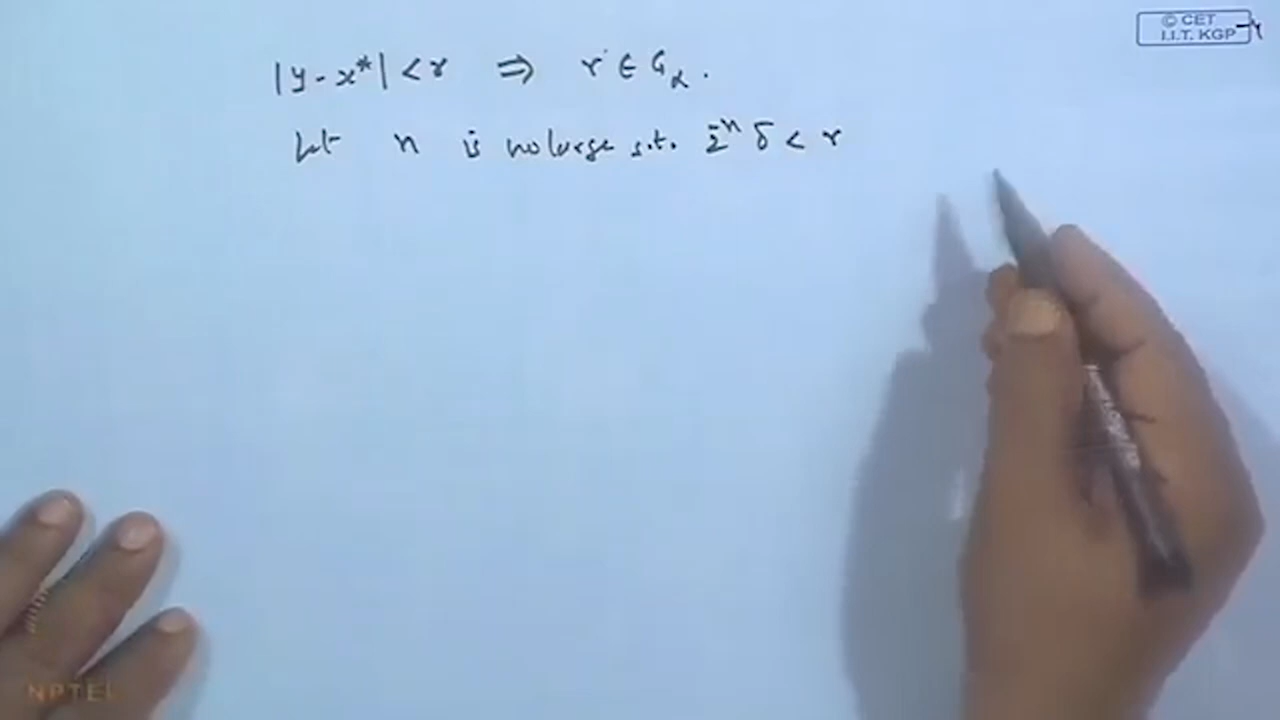 © CET
I.I.T. KGP
|y - x*| < r ⇒ r ∈ G_α.
Let n is so large s.t. 2^{-n} δ < r
NPTEL